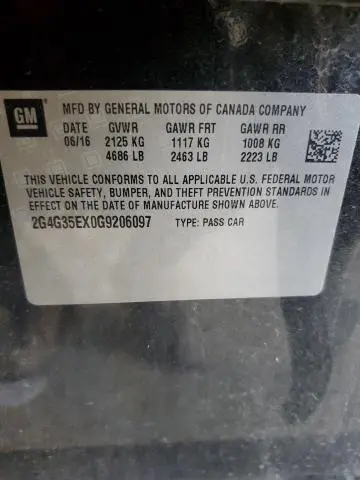 GM
MFD BY GENERAL MOTORS OF CANADA COMPANY
DATE GVWR GAWR FRT GAWR RR
06/16 2125 KG 1117 KG 1008 KG
4686 LB 2463 LB 2223 LB
THIS VEHICLE CONFORMS TO ALL APPLICABLE U.S. FEDERAL MOTOR
VEHICLE SAFETY, BUMPER, AND THEFT PREVENTION STANDARDS IN
EFFECT ON THE DATE OF MANUFACTURE SHOWN ABOVE.
2G4G35EX0G9206097 TYPE: PASS CAR